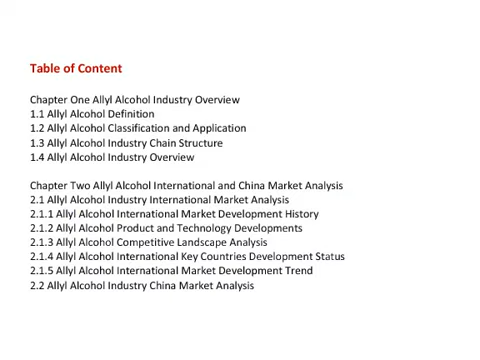 Table of Content
Chapter One Allyl Alcohol Industry Overview
1.1 Allyl Alcohol Definition
1.2 Allyl Alcohol Classification and Application
1.3 Allyl Alcohol Industry Chain Structure
1.4 Allyl Alcohol Industry Overview
Chapter Two Allyl Alcohol International and China Market Analysis
2.1 Allyl Alcohol Industry International Market Analysis
2.1.1 Allyl Alcohol International Market Development History
2.1.2 Allyl Alcohol Product and Technology Developments
2.1.3 Allyl Alcohol Competitive Landscape Analysis
2.1.4 Allyl Alcohol International Key Countries Development Status
2.1.5 Allyl Alcohol International Market Development Trend
2.2 Allyl Alcohol Industry China Market Analysis